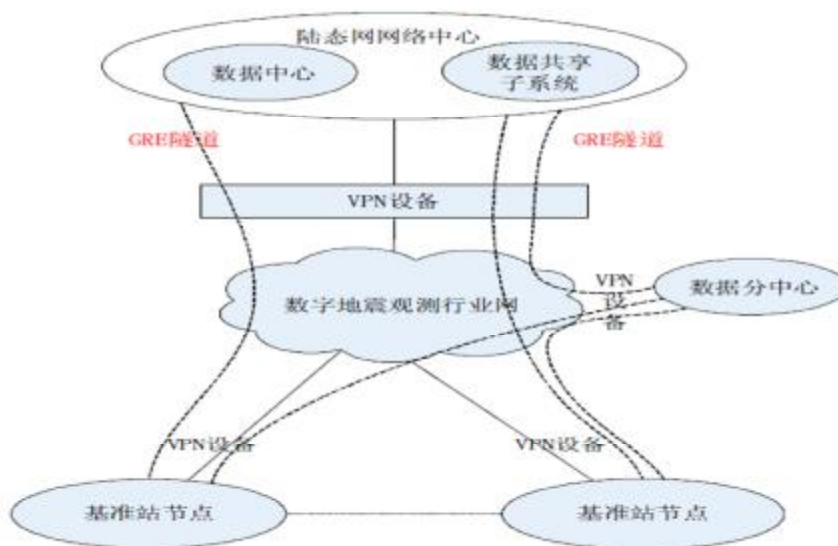 陆态网网络中心
数据中心
数据共享
子系统
GRE隧道
GRE隧道
VPN设备
数字地震观测行业网
VPN
设
备
数据分中心
VPN设备
VPN设备
基准站节点
基准站节点